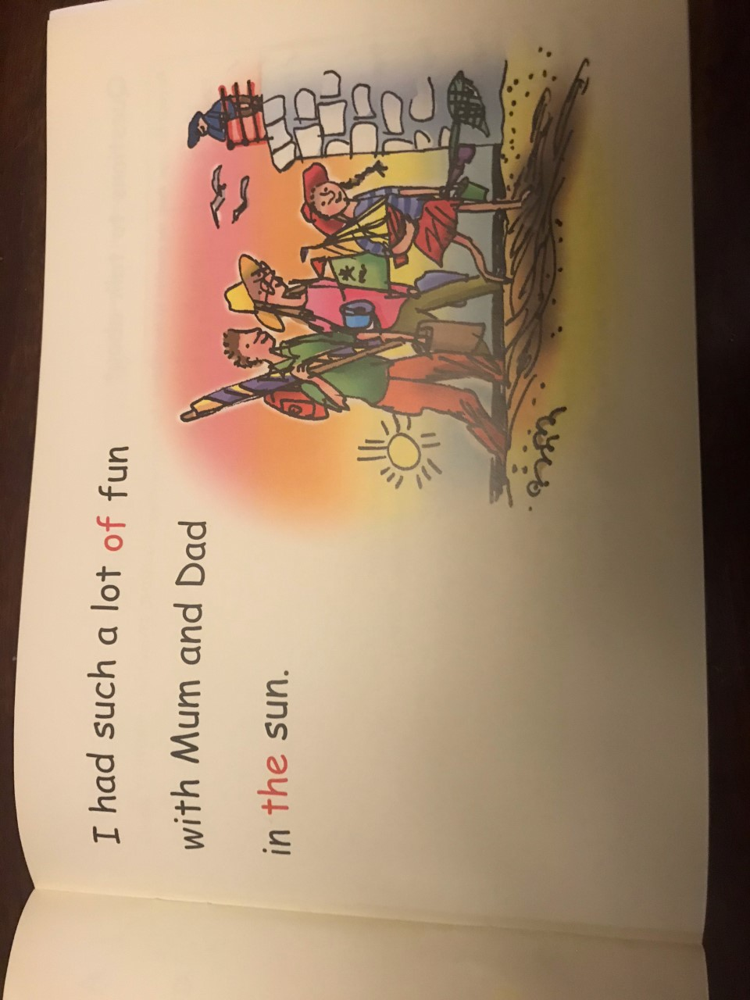 I had such a lot of fun
with Mum and Dad
in the sun.